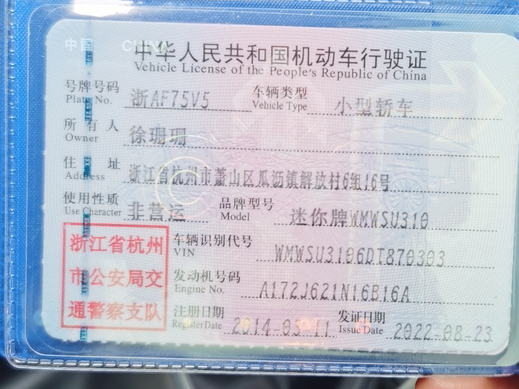 中华人民共和国机动车行驶证
Vehicle License of the People's Republic of China
号牌号码 浙AF75V5 车辆类型 小型轿车
Plate No. Vehicle Type
所有人 徐珊珊
Owner
住址 浙江省杭州市萧山区瓜沥镇解放村6组16号
Address
使用性质 非营运 品牌型号 迷你牌WMWSU310
Use Character Model
浙江省杭州
市公安局交
通警察支队
车辆识别代号 WMWSU3106DT870303
VIN
发动机号码 A172J621N16B16A
Engine No.
注册日期 2014-03-11 发证日期 2022-08-23
Register Date Issue Date